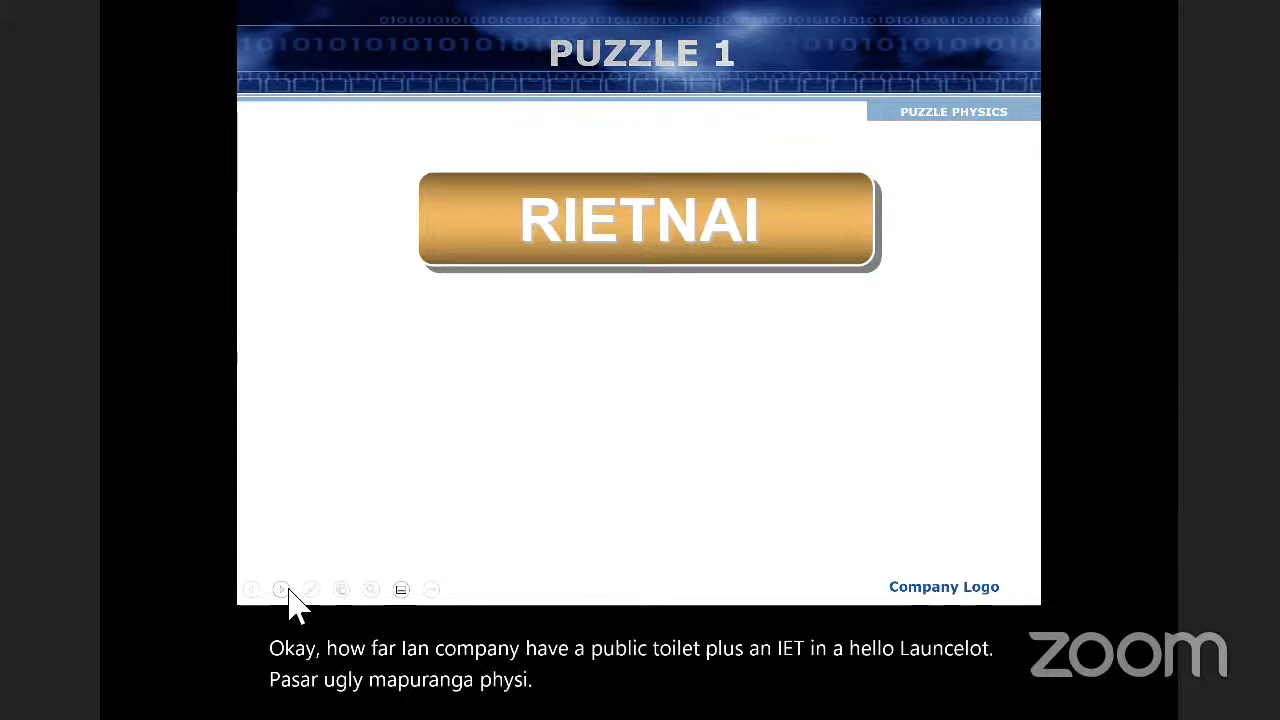 PUZZLE 1
PUZZLE PHYSICS
RIETNAI
Company Logo
Okay, how far Ian company have a public toilet plus an IET in a hello Launcelot.
Pasar ugly mapuranga physi.
zoom